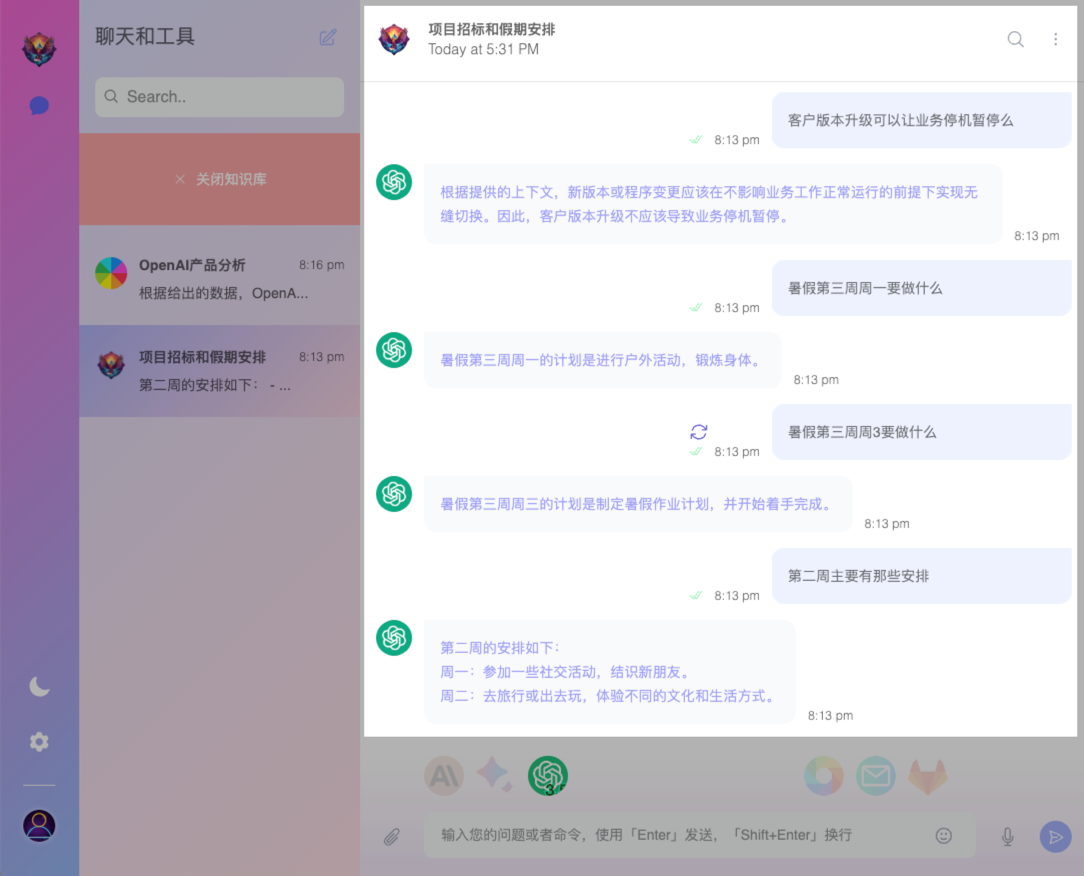 聊天和工具
Search..
× 关闭知识库
OpenAI产品分析 8:16 pm
根据给出的数据，OpenA...
项目招标和假期安排 8:13 pm
第二周的安排如下： - ...
项目招标和假期安排
Today at 5:31 PM
客户版本升级可以让业务停机暂停么
8:13 pm
根据提供的上下文，新版本或程序变更应该在不影响业务工作正常运行的前提下实现无
缝切换。因此，客户版本升级不应该导致业务停机暂停。
8:13 pm
暑假第三周周一要做什么
8:13 pm
暑假第三周周一的计划是进行户外活动，锻炼身体。
8:13 pm
暑假第三周周3要做什么
8:13 pm
暑假第三周周三的计划是制定暑假作业计划，并开始着手完成。
8:13 pm
第二周主要有那些安排
8:13 pm
第二周的安排如下：
周一：参加一些社交活动，结识新朋友。
周二：去旅行或出去玩，体验不同的文化和生活方式。
8:13 pm
3.5
输入您的问题或者命令，使用「Enter」发送，「Shift+Enter」换行